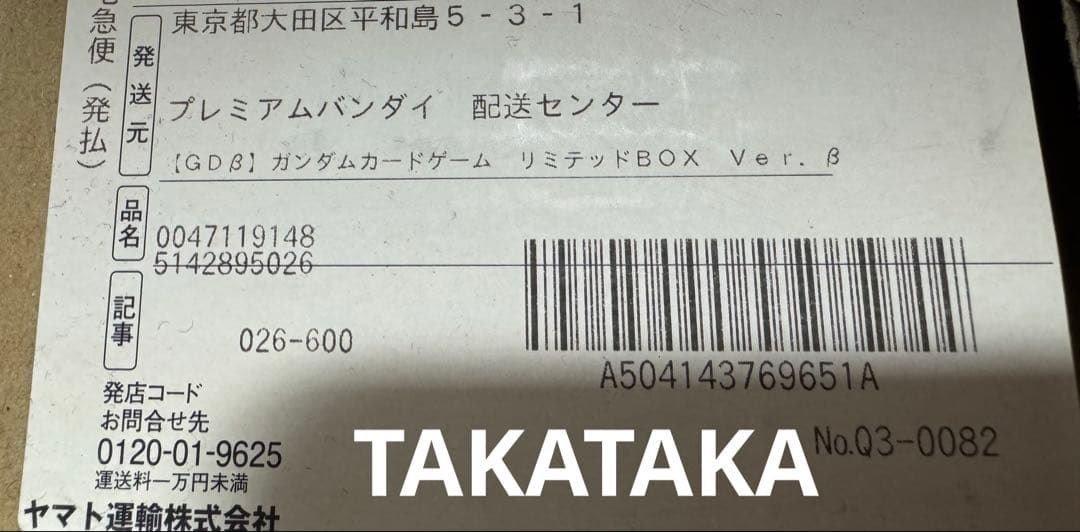 急便（発払）
東京都大田区平和島５－３－１
発送元
プレミアムバンダイ　配送センター
【ＧＤβ】ガンダムカードゲーム　リミテッドＢＯＸ　Ｖｅｒ．β
品名
0047119148
5142895026
記事
026-600
A504143769651A
発店コード
お問合せ先
0120-01-9625
運送料一万円未満
TAKATAKA
No.Q3-0082
ヤマト運輸株式会社